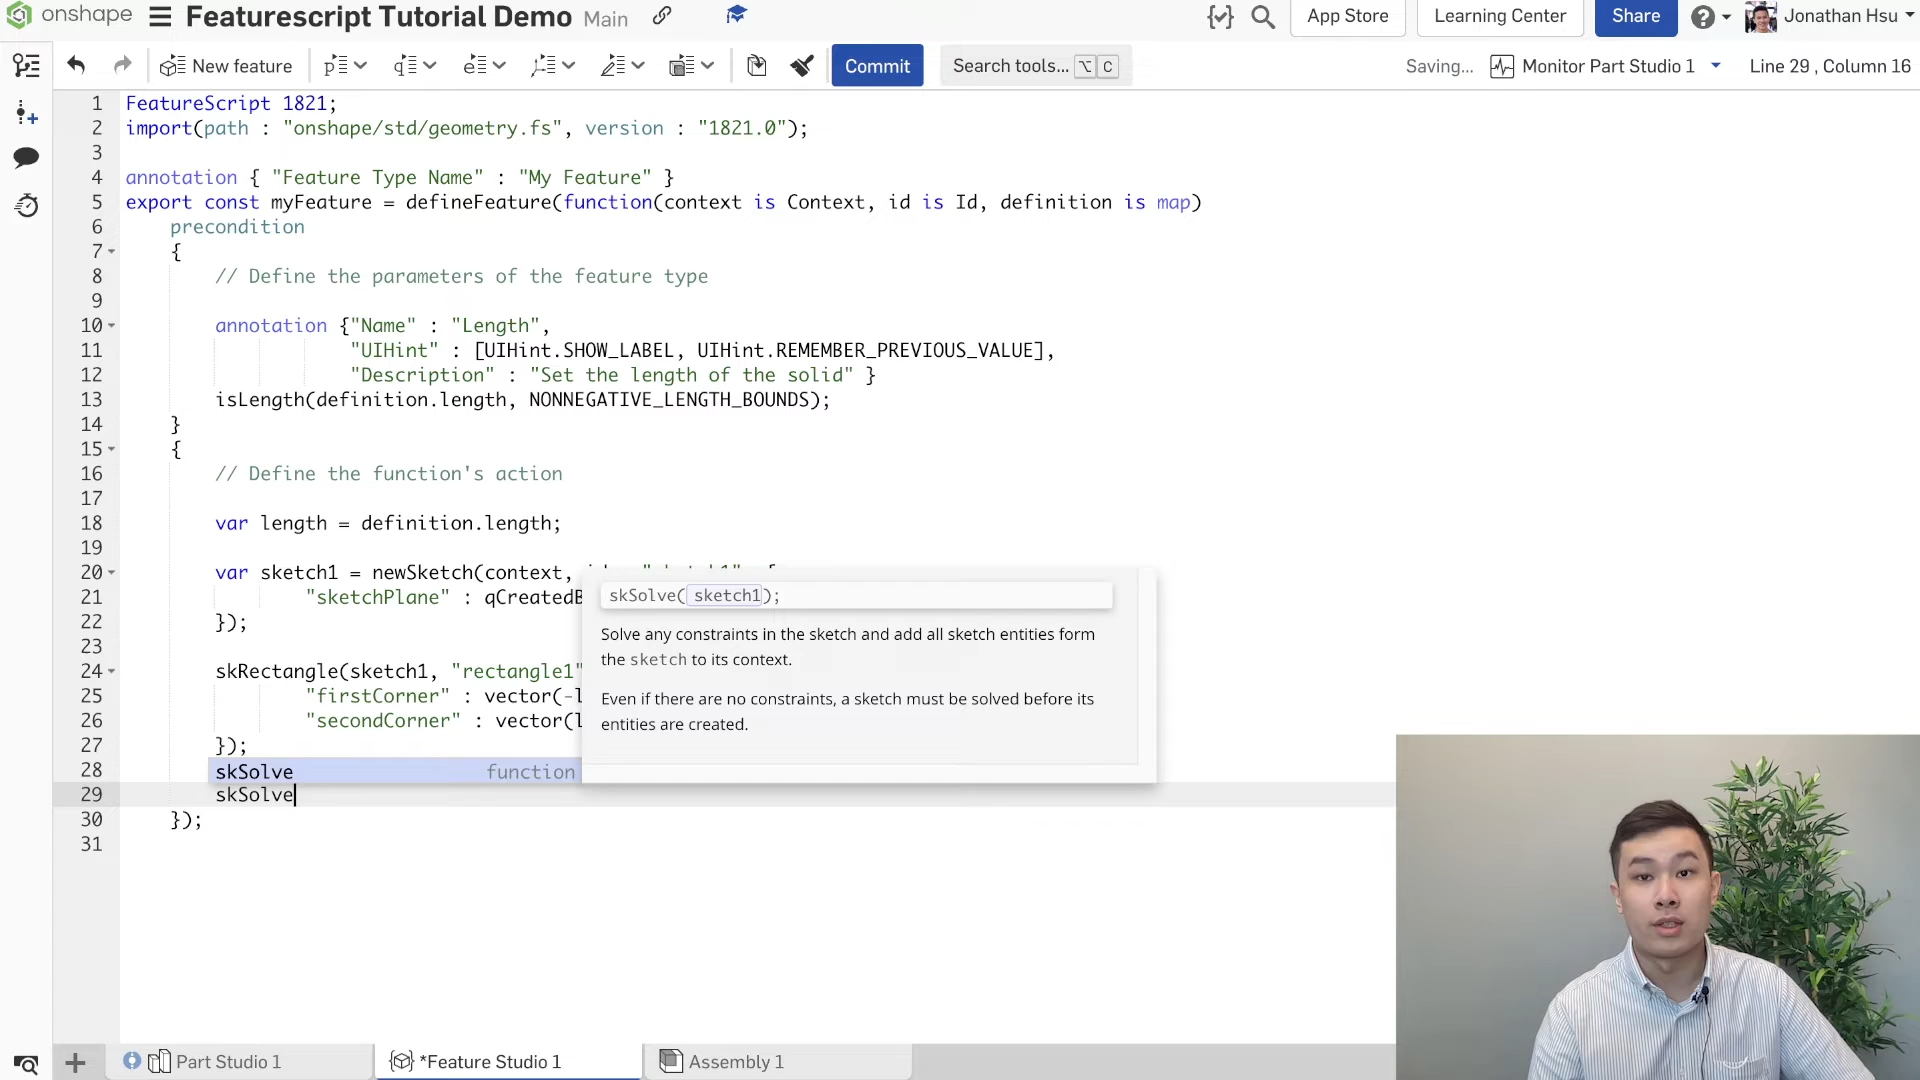 onshape Featurescript Tutorial Demo Main App Store Learning Center Share Jonathan Hsu
New feature Commit Search tools... ⌥ C Saving... Monitor Part Studio 1 Line 29 , Column 16
1 FeatureScript 1821;
2 import(path : "onshape/std/geometry.fs", version : "1821.0");
3
4 annotation { "Feature Type Name" : "My Feature" }
5 export const myFeature = defineFeature(function(context is Context, id is Id, definition is map)
6 precondition
7 {
8 // Define the parameters of the feature type
9
10 annotation {"Name" : "Length",
11 "UIHint" : [UIHint.SHOW_LABEL, UIHint.REMEMBER_PREVIOUS_VALUE],
12 "Description" : "Set the length of the solid" }
13 isLength(definition.length, NONNEGATIVE_LENGTH_BOUNDS);
14 }
15 {
16 // Define the function's action
17
18 var length = definition.length;
19
20 var sketch1 = newSketch(context,
21 "sketchPlane" : qCreatedB
22 });
23
24 skRectangle(sketch1, "rectangle1"
25 "firstCorner" : vector(-l
26 "secondCorner" : vector(l
27 });
28 skSolve function
29 skSolve
30 });
31
skSolve( sketch1);
Solve any constraints in the sketch and add all sketch entities form
the sketch to its context.
Even if there are no constraints, a sketch must be solved before its
entities are created.
Part Studio 1 *Feature Studio 1 Assembly 1